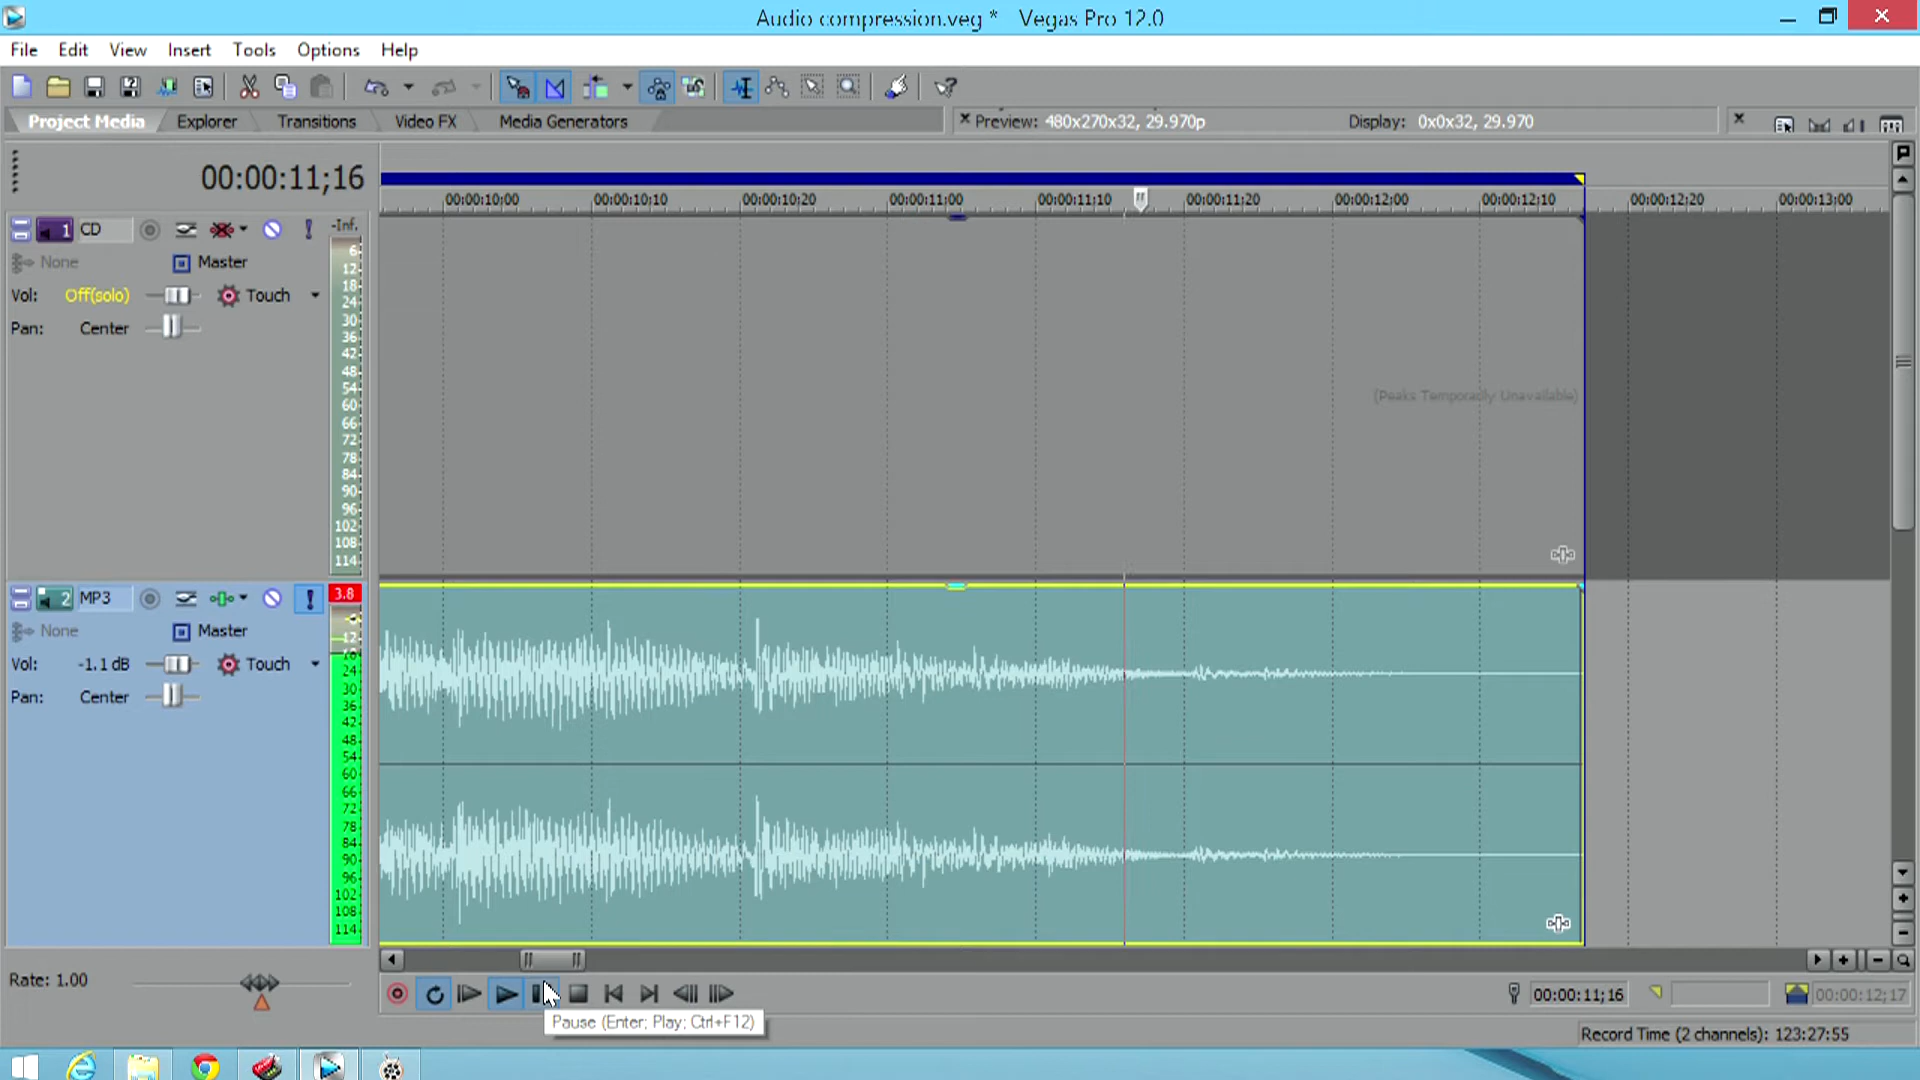 Audio compression.veg * - Vegas Pro 12.0
File Edit View Insert Tools Options Help
Project Media Explorer Transitions Video FX Media Generators
Preview: 480x270x32, 29.970p Display: 0x0x32, 29.970
00:00:11;16
00:00:10;00 00:00:10;10 00:00:10;20 00:00:11;00 00:00:11;10 00:00:11;20 00:00:12;00 00:00:12;10 00:00:12;20 00:00:13;00
1 CD
-Inf.
None Master
Vol: Off(solo) Touch
Pan: Center
6
12
18
24
30
36
42
48
54
60
66
72
78
84
90
96
102
108
114
(Peaks Temporarily Unavailable)
2 MP3
3.8
None Master
Vol: -1.1 dB Touch
Pan: Center
6
12
18
24
30
36
42
48
54
60
66
72
78
84
90
96
102
108
114
Rate: 1.00
Pause (Enter; Play; Ctrl+F12)
00:00:11;16
00:00:12;17
Record Time (2 channels): 123:27:55